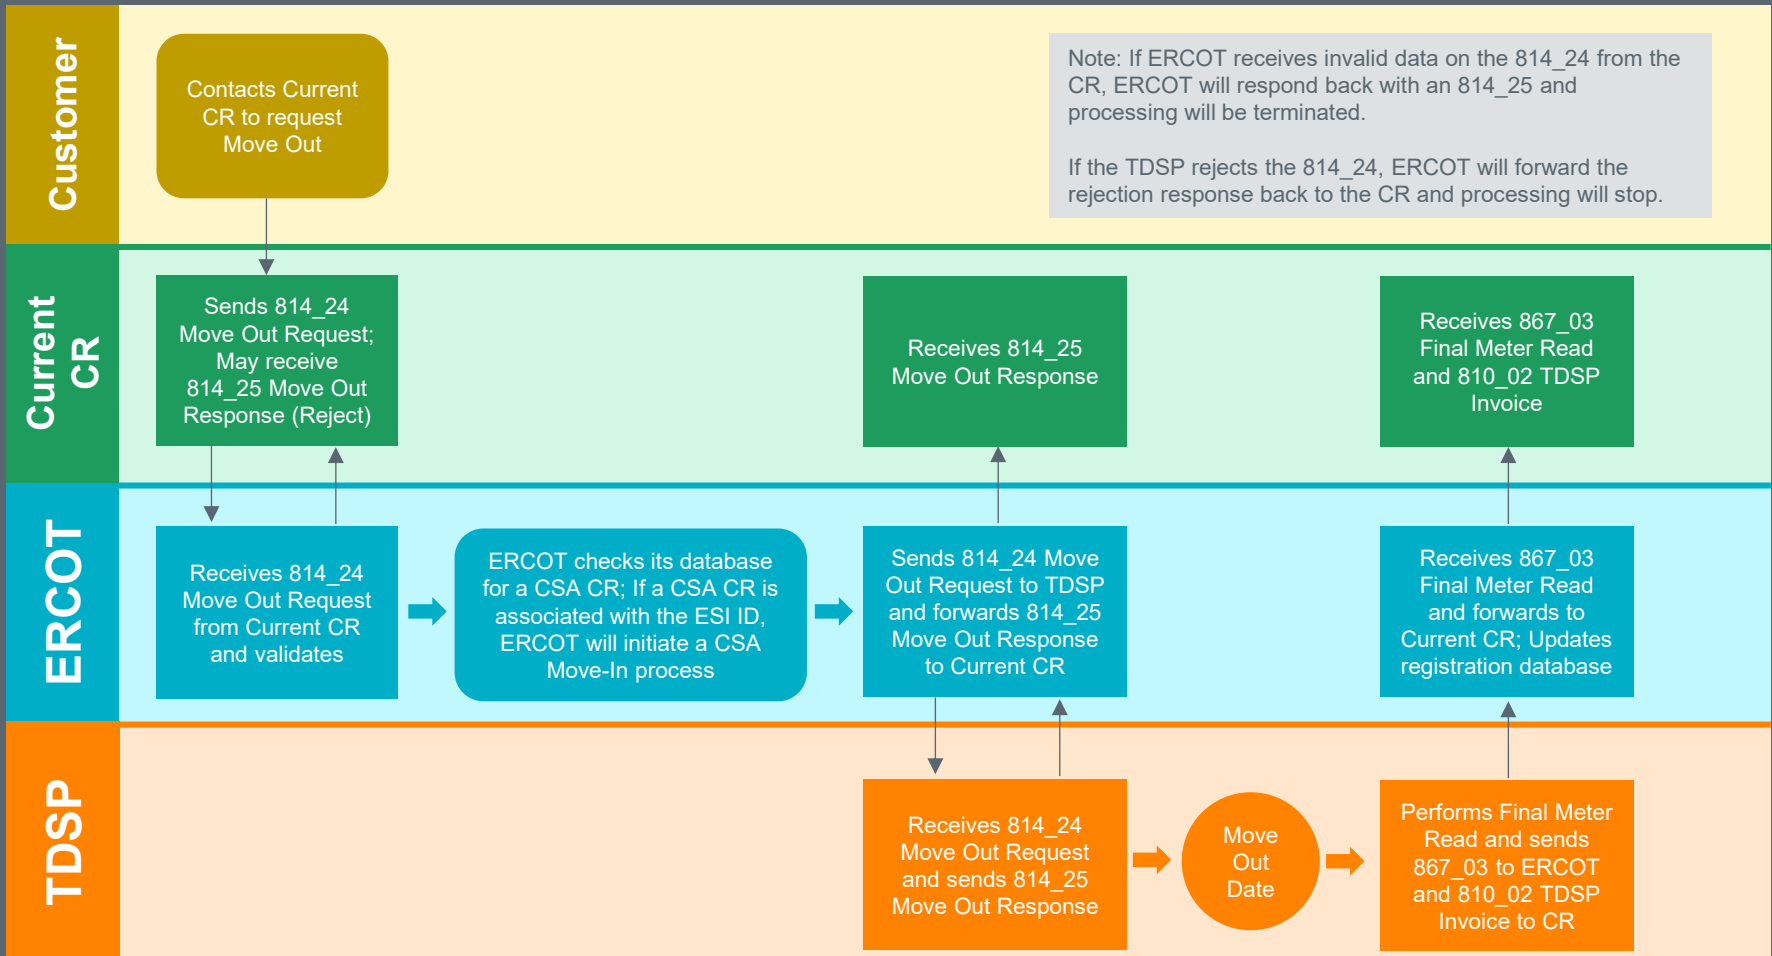 Customer
Contacts Current
CR to request
Move Out
Note: If ERCOT receives invalid data on the 814_24 from the
CR, ERCOT will respond back with an 814_25 and
processing will be terminated.
If the TDSP rejects the 814_24, ERCOT will forward the
rejection response back to the CR and processing will stop.
Current
CR
Sends 814_24
Move Out Request;
May receive
814_25 Move Out
Response (Reject)
Receives 814_25
Move Out Response
Receives 867_03
Final Meter Read
and 810_02 TDSP
Invoice
ERCOT
Receives 814_24
Move Out Request
from Current CR
and validates
ERCOT checks its database
for a CSA CR; If a CSA CR is
associated with the ESI ID,
ERCOT will initiate a CSA
Move-In process
Sends 814_24 Move
Out Request to TDSP
and forwards 814_25
Move Out Response
to Current CR
Receives 867_03
Final Meter Read
and forwards to
Current CR; Updates
registration database
TDSP
Receives 814_24
Move Out Request
and sends 814_25
Move Out Response
Move
Out
Date
Performs Final Meter
Read and sends
867_03 to ERCOT
and 810_02 TDSP
Invoice to CR